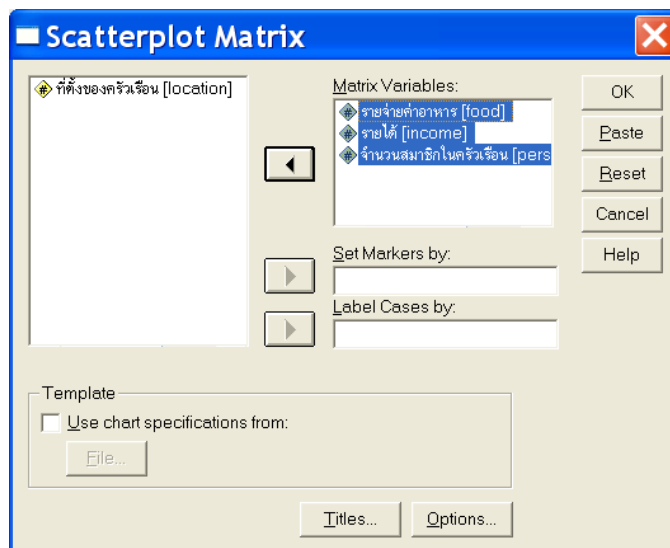 Scatterplot Matrix
ที่ตั้งของครัวเรือน [location]
Matrix Variables:
รายจ่ายค่าอาหาร [food]
รายได้ [income]
จำนวนสมาชิกในครัวเรือน [pers
Set Markers by:
Label Cases by:
OK
Paste
Reset
Cancel
Help
Template
Use chart specifications from:
File...
Titles...
Options...